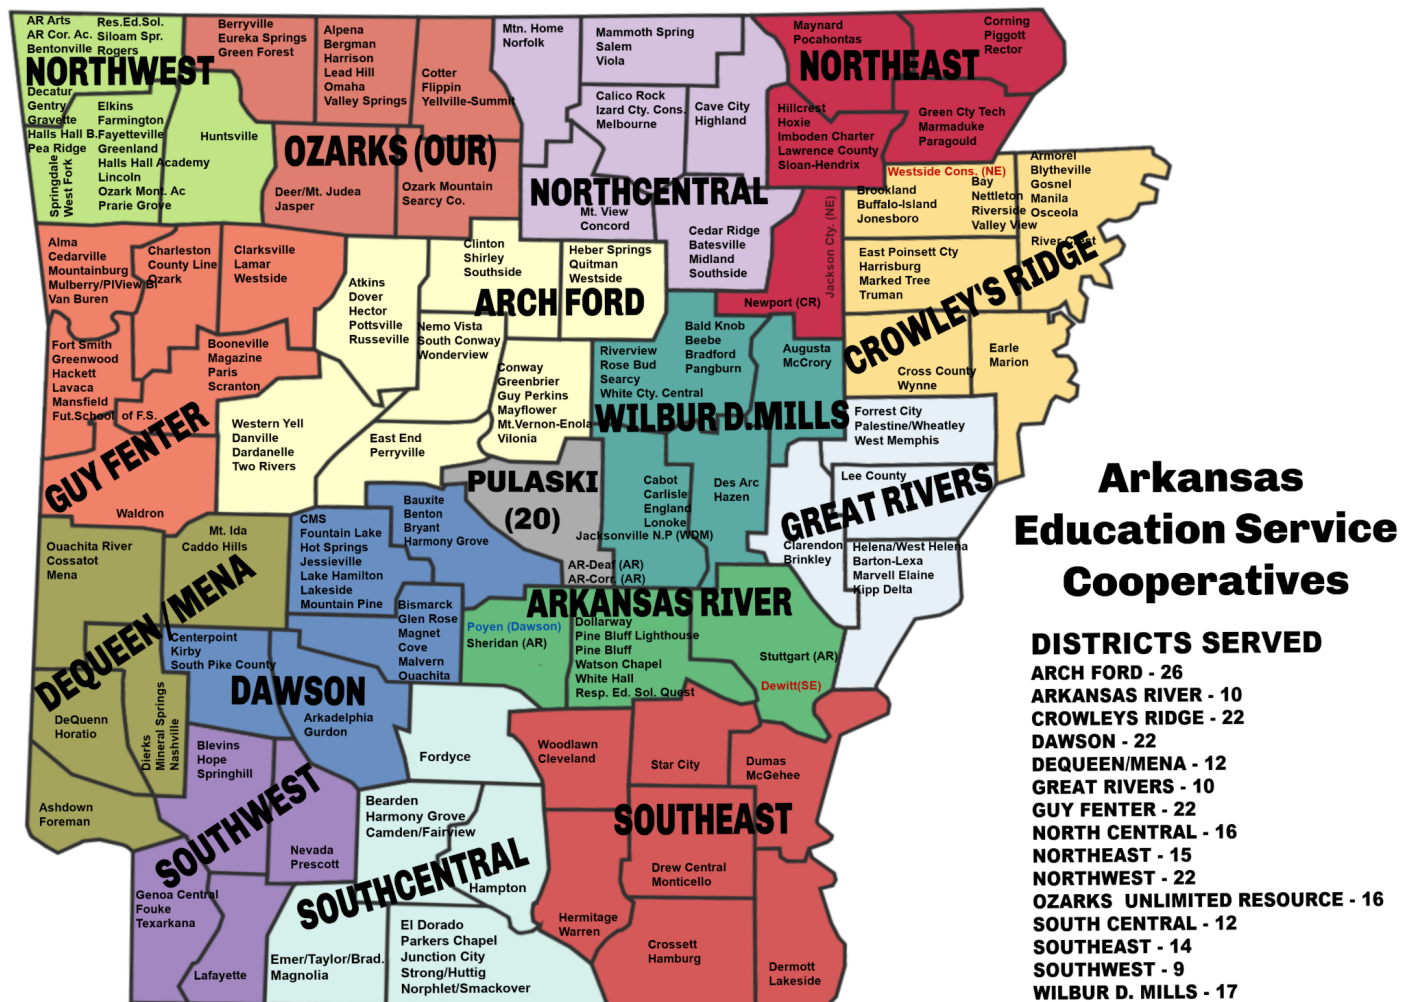 AR Arts
AR Cor. Ac.
Bentonville
Res.Ed.Sol.
Siloam Spr.
Rogers
NORTHWEST
Decatur
Gentry
Gravette
Halls Hall B.
Pea Ridge
Springdale
West Fork
Elkins
Farmington
Fayetteville
Greenland
Halls Hall Academy
Lincoln
Ozark Mont. Ac
Prarie Grove
Huntsville
Berryville
Eureka Springs
Green Forest
Alpena
Bergman
Harrison
Lead Hill
Omaha
Valley Springs
Cotter
Flippin
Yellville-Summit
OZARKS (OUR)
Deer/Mt. Judea
Jasper
Ozark Mountain
Searcy Co.
Mtn. Home
Norfolk
Mammoth Spring
Salem
Viola
Calico Rock
Izard Cty. Cons.
Melbourne
Cave City
Highland
NORTHCENTRAL
Mt. View
Concord
Cedar Ridge
Batesville
Midland
Southside
Maynard
Pocahontas
Corning
Piggott
Rector
NORTHEAST
Hillcrest
Hoxie
Imboden Charter
Lawrence County
Sloan-Hendrix
Green Cty Tech
Marmaduke
Paragould
Jackson Cty. (NE)
Newport (CR)
Westside Cons. (NE)
Brookland
Buffalo-Island
Jonesboro
Bay
Nettleton
Riverside
Valley View
Armorel
Blytheville
Gosnel
Manila
Osceola
River Crest
East Poinsett Cty
Harrisburg
Marked Tree
Truman
CROWLEY'S RIDGE
Cross County
Wynne
Earle
Marion
Alma
Cedarville
Mountainburg
Mulberry/PlView Bi
Van Buren
Charleston
County Line
Ozark
Clarksville
Lamar
Westside
Fort Smith
Greenwood
Hackett
Lavaca
Mansfield
Fut.School of F.S.
Booneville
Magazine
Paris
Scranton
GUY FENTER
Waldron
Atkins
Dover
Hector
Pottsville
Russeville
Clinton
Shirley
Southside
Heber Springs
Quitman
Westside
ARCH FORD
Nemo Vista
South Conway
Wonderview
Conway
Greenbrier
Guy Perkins
Mayflower
Mt.Vernon-Enola
Vilonia
Western Yell
Danville
Dardanelle
Two Rivers
East End
Perryville
Bald Knob
Beebe
Bradford
Pangburn
Riverview
Rose Bud
Searcy
White Cty. Central
Augusta
McCrory
WILBUR D.MILLS
Cabot
Carlisle
England
Lonoke
Jacksonville N.P (WDM)
Des Arc
Hazen
PULASKI
(20)
AR-Deaf (AR)
AR-Corr. (AR)
Forrest City
Palestine/Wheatley
West Memphis
Lee County
GREAT RIVERS
Clarendon
Brinkley
Helena/West Helena
Barton-Lexa
Marvell Elaine
Kipp Delta
Ouachita River
Cossatot
Mena
Mt. Ida
Caddo Hills
DEQUEEN / MENA
DeQuenn
Horatio
Dierks
Mineral Springs
Nashville
Ashdown
Foreman
CMS
Fountain Lake
Hot Springs
Jessieville
Lake Hamilton
Lakeside
Mountain Pine
Bauxite
Benton
Bryant
Harmony Grove
Bismarck
Glen Rose
Magnet
Cove
Malvern
Ouachita
Centerpoint
Kirby
South Pike County
DAWSON
Arkadelphia
Gurdon
ARKANSAS RIVER
Poyen (Dawson)
Sheridan (AR)
Dollarway
Pine Bluff Lighthouse
Pine Bluff
Watson Chapel
White Hall
Resp. Ed. Sol. Quest
Stuttgart (AR)
Dewitt(SE)
Blevins
Hope
Springhill
SOUTHWEST
Nevada
Prescott
Genoa Central
Fouke
Texarkana
Lafayette
Fordyce
Bearden
Harmony Grove
Camden/Fairview
SOUTHCENTRAL
Hampton
Emer/Taylor/Brad.
Magnolia
El Dorado
Parkers Chapel
Junction City
Strong/Huttig
Norphlet/Smackover
Woodlawn
Cleveland
Star City
Dumas
McGehee
SOUTHEAST
Drew Central
Monticello
Hermitage
Warren
Crossett
Hamburg
Dermott
Lakeside
Arkansas
Education Service
Cooperatives
DISTRICTS SERVED
ARCH FORD - 26
ARKANSAS RIVER - 10
CROWLEYS RIDGE - 22
DAWSON - 22
DEQUEEN/MENA - 12
GREAT RIVERS - 10
GUY FENTER - 22
NORTH CENTRAL - 16
NORTHEAST - 15
NORTHWEST - 22
OZARKS UNLIMITED RESOURCE - 16
SOUTH CENTRAL - 12
SOUTHEAST - 14
SOUTHWEST - 9
WILBUR D. MILLS - 17